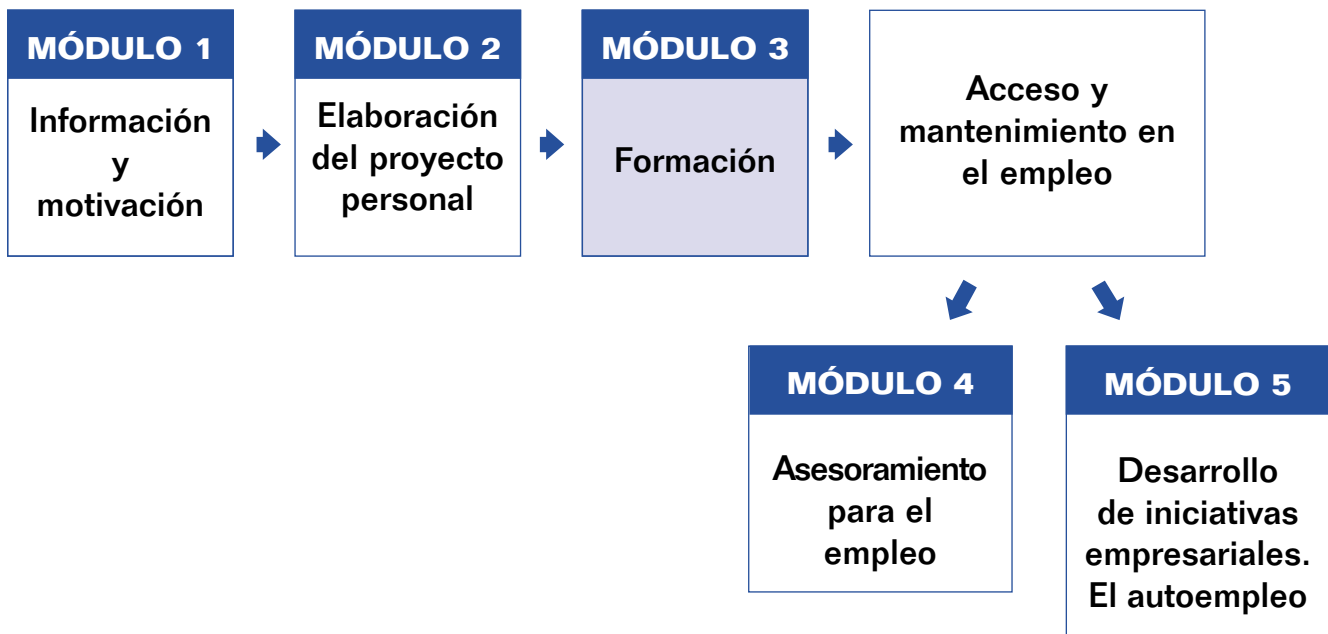 MÓDULO 1
Información
y
motivación
MÓDULO 2
Elaboración
del proyecto
personal
MÓDULO 3
Formación
Acceso y
mantenimiento en
el empleo
MÓDULO 4
Asesoramiento
para el
empleo
MÓDULO 5
Desarrollo
de iniciativas
empresariales.
El autoempleo